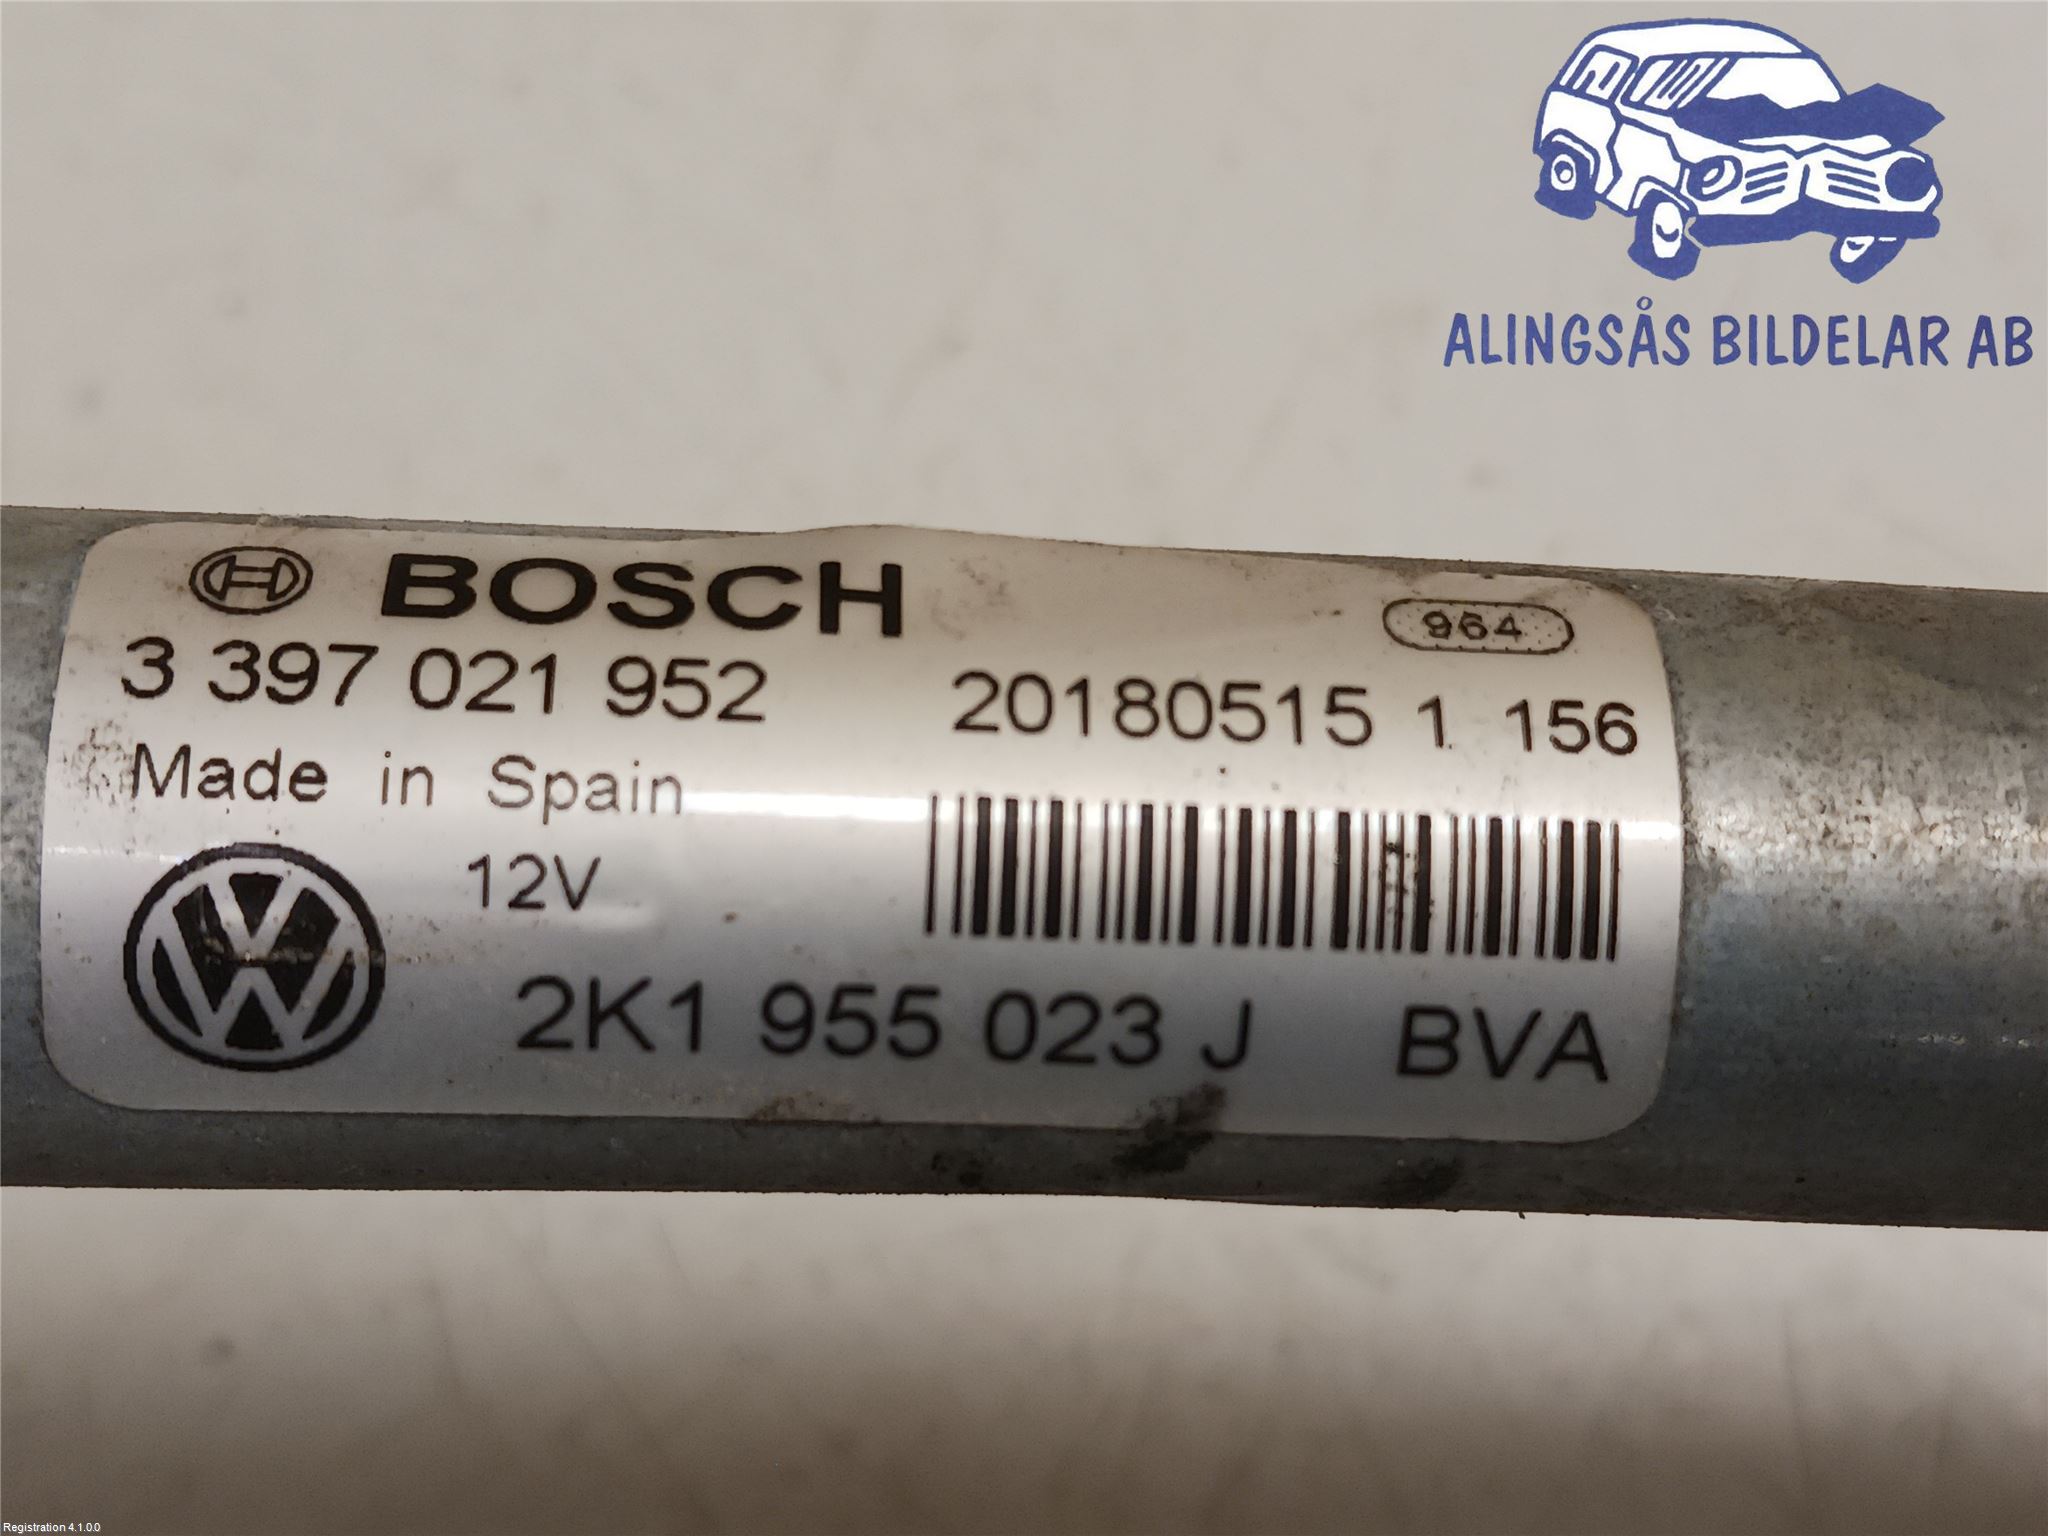 ALINGSÅS BILDELAR AB
BOSCH
964
3 397 021 952 20180515 1 156
Made in Spain
12V
2K1 955 023 J BVA
Registration 4.1.0.0